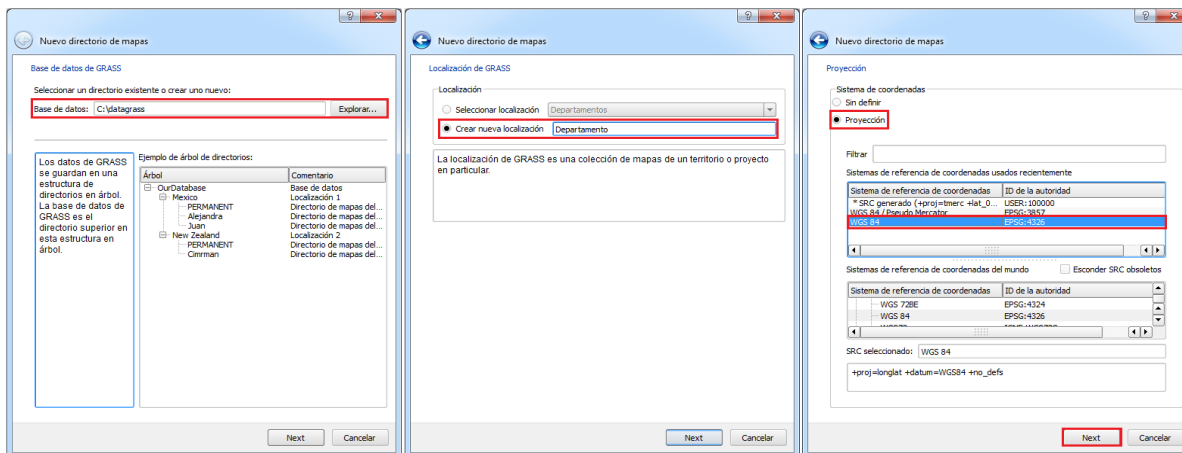 Nuevo directorio de mapas
Base de datos de GRASS
Seleccionar un directorio existente o crear uno nuevo:
Base de datos: C:\datagrass Explorar...
Los datos de GRASS
se guardan en una
estructura de
directorios en árbol.
La base de datos de
GRASS es el
directorio superior en
esta estructura en
árbol.
Ejemplo de árbol de directorios:
Árbol Comentario
OurDatabase Base de datos
Mexico Localización 1
PERMANENT Directorio de mapas del...
Alejandra Directorio de mapas del...
Juan Directorio de mapas del...
New Zealand Localización 2
PERMANENT Directorio de mapas del...
Cimrman Directorio de mapas del...
Next Cancelar
Nuevo directorio de mapas
Localización de GRASS
Localización
Seleccionar localización Departamentos
Crear nueva localización Departamento
La localización de GRASS es una colección de mapas de un territorio o proyecto
en particular.
Next Cancelar
Nuevo directorio de mapas
Proyección
Sistema de coordenadas
Sin definir
Proyección
Filtrar
Sistemas de referencia de coordenadas usados recientemente
Sistema de referencia de coordenadas ID de la autoridad
* SRC generado (+proj=tmerc +lat_0... USER:100000
WGS 84 / Pseudo Mercator EPSG:3857
WGS 84 EPSG:4326
Sistemas de referencia de coordenadas del mundo Esconder SRC obsoletos
Sistema de referencia de coordenadas ID de la autoridad
WGS 72BE EPSG:4324
WGS 84 EPSG:4326
SRC seleccionado: WGS 84
+proj=longlat +datum=WGS84 +no_defs
Next Cancelar